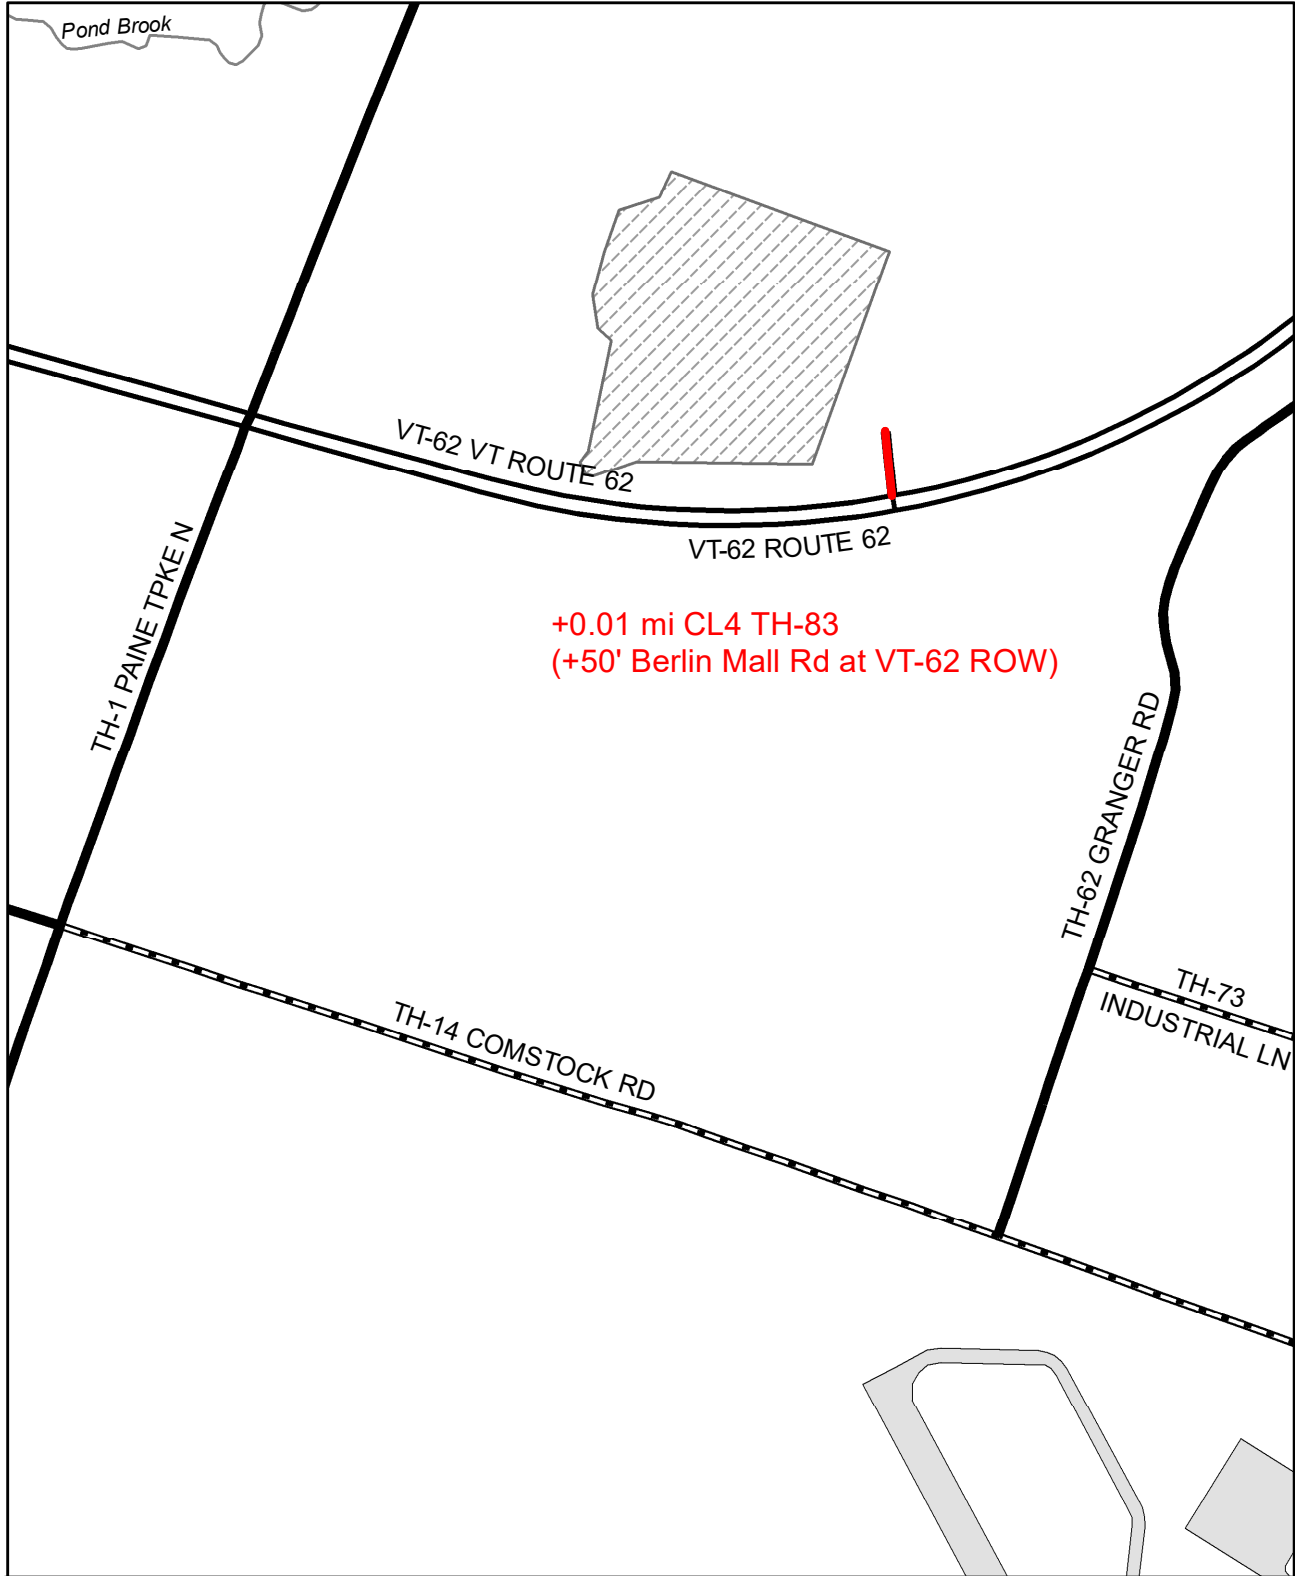 Pond Brook
VT-62 VT ROUTE 62
VT-62 ROUTE 62
TH-1 PAINE TPKE N
+0.01 mi CL4 TH-83
(+50' Berlin Mall Rd at VT-62 ROW)
TH-62 GRANGER RD
TH-73
INDUSTRIAL LN
TH-14 COMSTOCK RD